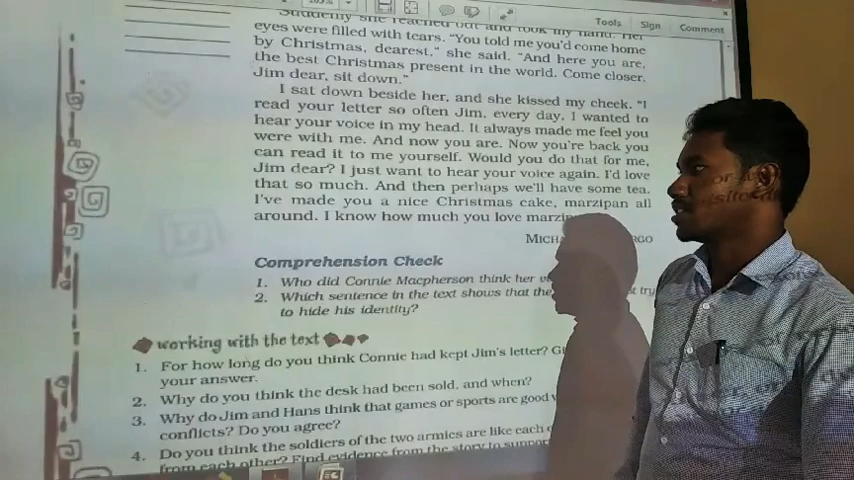 Tools Sign Comment
Suddenly she reached out and took my hand. Her
eyes were filled with tears. "You told me you'd come home
by Christmas, dearest," she said. "And here you are,
the best Christmas present in the world. Come closer,
Jim dear, sit down."
I sat down beside her, and she kissed my cheek. "I
read your letter so often Jim, every day. I wanted to
hear your voice in my head. It always made me feel you
were with me. And now you are. Now you're back you
can read it to me yourself. Would you do that for me,
Jim dear? I just want to hear your voice again. I'd love
that so much. And then perhaps we'll have some tea.
I've made you a nice Christmas cake, marzipan all
around. I know how much you love
Comprehension Check
1. Who did Connie Macpherson think her
2. Which sentence in the text shows that the try
to hide his identity?
working with the text
1. For how long do you think Connie had kept Jim's letter?
your answer.
2. Why do you think the desk had been sold, and when?
3. Why do Jim and Hans think that games or sports are good
conflicts? Do you agree?
4. Do you think the soldiers of the two armies are like each
from each other? Find evidence from the story to